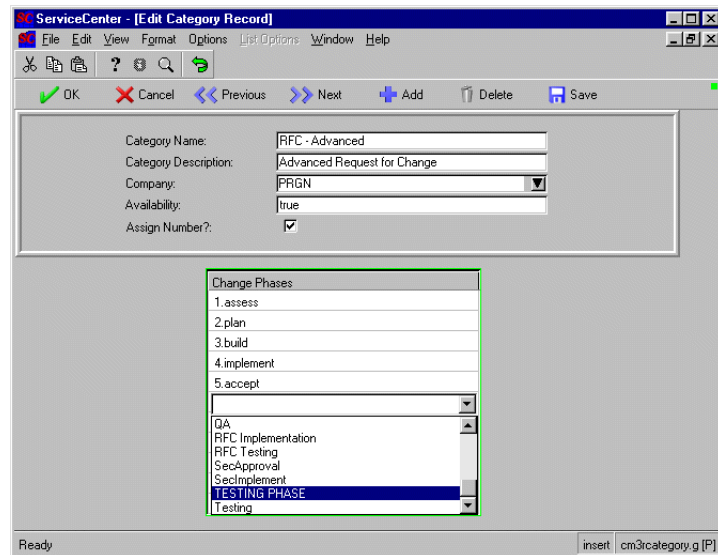 SC ServiceCenter - [Edit Category Record]
SC File Edit View Format Options List Options Window Help
?
OK Cancel Previous Next Add Delete Save
Category Name: RFC - Advanced
Category Description: Advanced Request for Change
Company: PRGN
Availability: true
Assign Number?:
Change Phases
1.assess
2.plan
3.build
4.implement
5.accept
QA
RFC Implementation
RFC Testing
SecApproval
SecImplement
TESTING PHASE
Testing
Ready insert cm3rcategory.g [P]